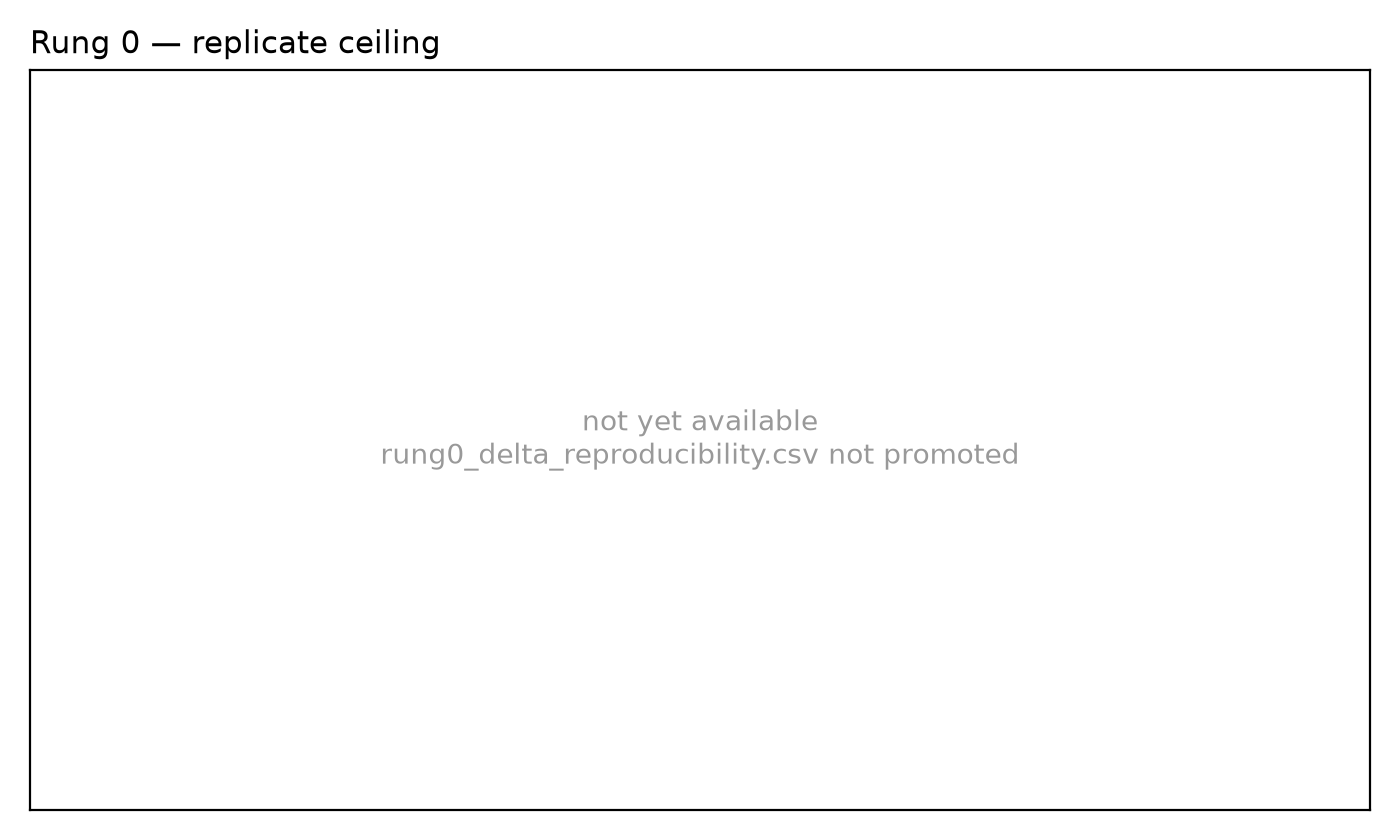 Rung 0 — replicate ceiling
not yet available
rung0_delta_reproducibility.csv not promoted